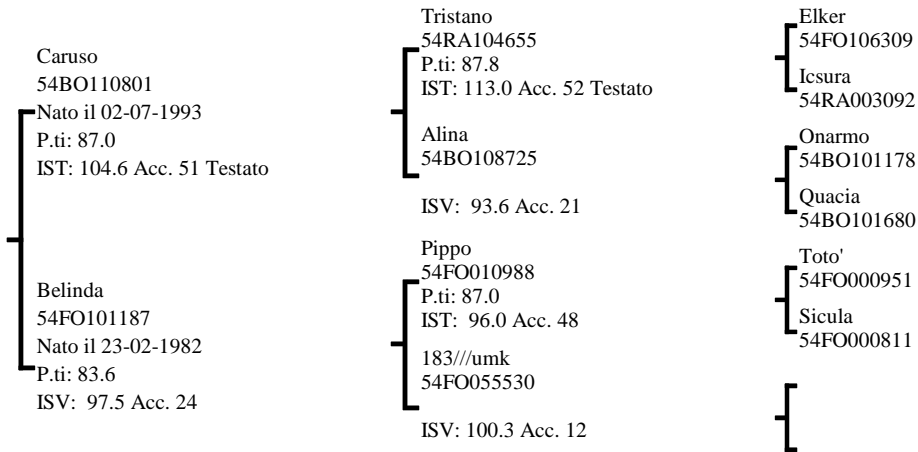 Caruso
54BO110801
Nato il 02-07-1993
P.ti: 87.0
IST: 104.6 Acc. 51 Testato
Belinda
54FO101187
Nato il 23-02-1982
P.ti: 83.6
ISV: 97.5 Acc. 24
Tristano
54RA104655
P.ti: 87.8
IST: 113.0 Acc. 52 Testato
Alina
54BO108725
ISV: 93.6 Acc. 21
Pippo
54FO010988
P.ti: 87.0
IST: 96.0 Acc. 48
183///umk
54FO055530
ISV: 100.3 Acc. 12
Elker
54FO106309
Icsura
54RA003092
Onarmo
54BO101178
Quacia
54BO101680
Toto'
54FO000951
Sicula
54FO000811